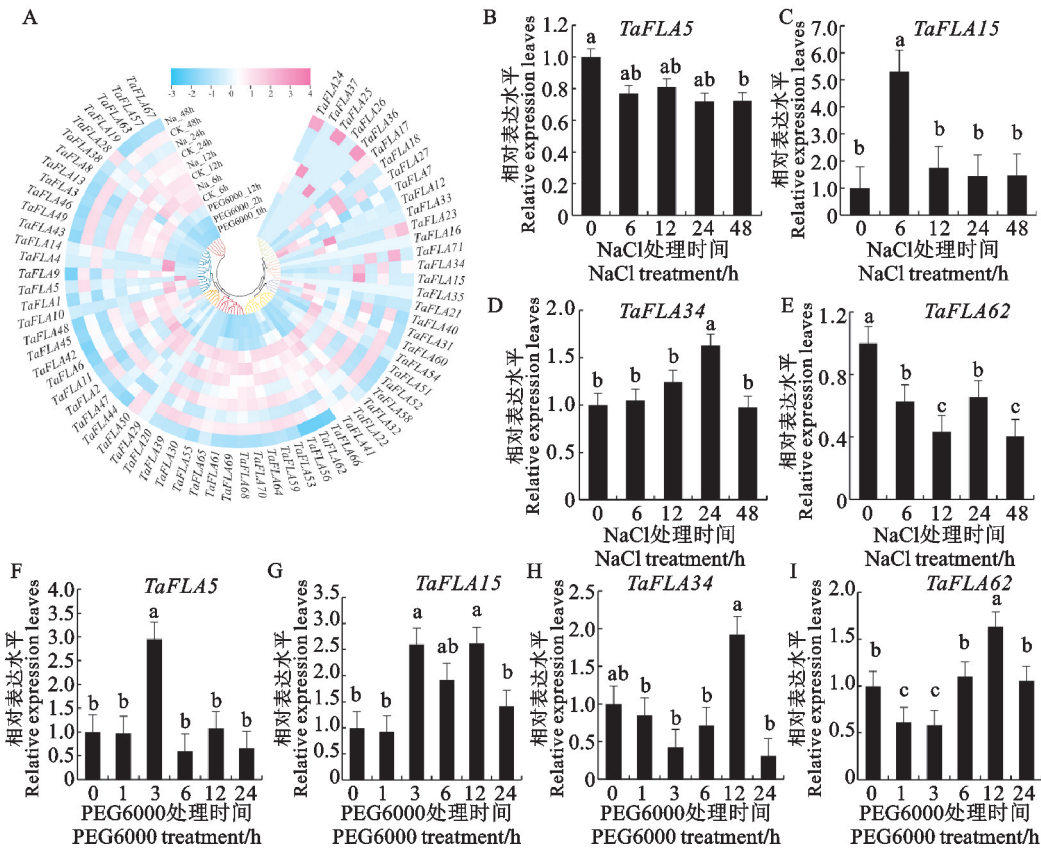 A
-3 -2 -1 0 1 2 3 4
Na_48h
CK_48h
Na_24h
CK_24h
Na_12h
CK_12h
Na_6h
CK_6h
PEG6000_12h
PEG6000_2h
PEG6000_0h
TaFLA24
TaFLA37
TaFLA25
TaFLA26
TaFLA36
TaFLA17
TaFLA18
TaFLA27
TaFLA7
TaFLA12
TaFLA33
TaFLA23
TaFLA16
TaFLA71
TaFLA34
TaFLA15
TaFLA35
TaFLA21
TaFLA40
TaFLA31
TaFLA60
TaFLA54
TaFLA51
TaFLA52
TaFLA58
TaFLA32
TaFLA22
TaFLA41
TaFLA66
TaFLA62
TaFLA56
TaFLA53
TaFLA59
TaFLA64
TaFLA70
TaFLA68
TaFLA69
TaFLA61
TaFLA65
TaFLA55
TaFLA30
TaFLA39
TaFLA20
TaFLA29
TaFLA50
TaFLA44
TaFLA47
TaFLA2
TaFLA11
TaFLA6
TaFLA42
TaFLA45
TaFLA48
TaFLA10
TaFLA1
TaFLA5
TaFLA9
TaFLA4
TaFLA14
TaFLA43
TaFLA49
TaFLA46
TaFLA3
TaFLA13
TaFLA8
TaFLA38
TaFLA28
TaFLA19
TaFLA63
TaFLA57
TaFLA67
B
TaFLA5
相对表达水平
Relative expression leaves
1.2
1.0
0.8
0.6
0.4
0.2
0
a ab ab ab b
0 6 12 24 48
NaCl处理时间
NaCl treatment/h
C
TaFLA15
相对表达水平
Relative expression leaves
7.0
6.0
5.0
4.0
3.0
2.0
1.0
0
b a b b b
0 6 12 24 48
NaCl处理时间
NaCl treatment/h
D
TaFLA34
相对表达水平
Relative expression leaves
2.0
1.5
1.0
0.5
0
b b b a b
0 6 12 24 48
NaCl处理时间
NaCl treatment/h
E
TaFLA62
相对表达水平
Relative expression leaves
1.2
0.8
0.4
0
a b c b c
0 6 12 24 48
NaCl处理时间
NaCl treatment/h
F
TaFLA5
相对表达水平
Relative expression leaves
4.0
3.5
3.0
2.5
2.0
1.5
1.0
0.5
0
b b a b b b
0 1 3 6 12 24
PEG6000处理时间
PEG6000 treatment/h
G
TaFLA15
相对表达水平
Relative expression leaves
3.5
3.0
2.5
2.0
1.5
1.0
0.5
0
b b a ab a b
0 1 3 6 12 24
PEG6000处理时间
PEG6000 treatment/h
H
TaFLA34
相对表达水平
Relative expression leaves
2.5
2.0
1.5
1.0
0.5
0
ab b b b a b
0 1 3 6 12 24
PEG6000处理时间
PEG6000 treatment/h
I
TaFLA62
相对表达水平
Relative expression leaves
2.0
1.5
1.0
0.5
0
b c c b a b
0 1 3 6 12 24
PEG6000处理时间
PEG6000 treatment/h